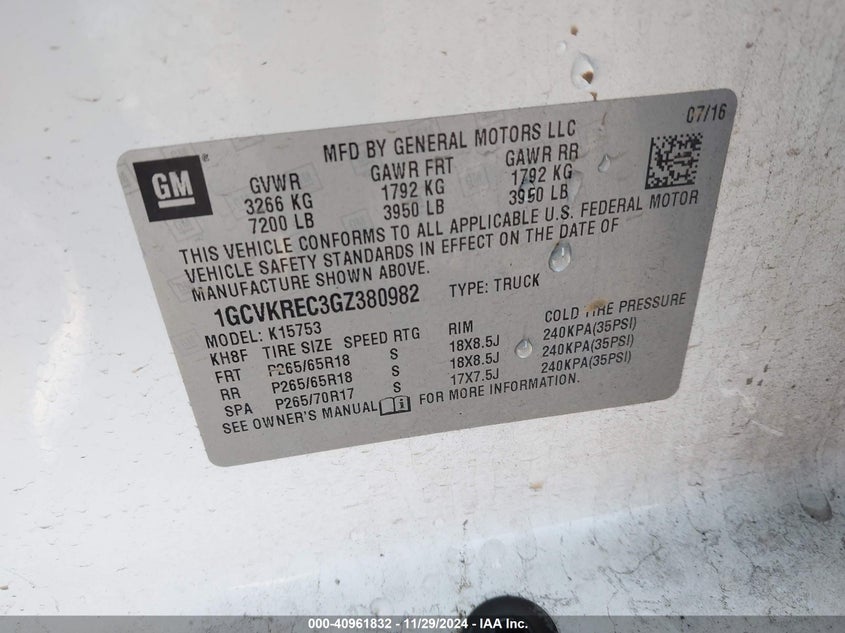 07/16
MFD BY GENERAL MOTORS LLC
GM®
GVWR GAWR FRT GAWR RR
3266 KG 1792 KG 1792 KG
7200 LB 3950 LB 3950 LB
THIS VEHICLE CONFORMS TO ALL APPLICABLE U.S. FEDERAL MOTOR
VEHICLE SAFETY STANDARDS IN EFFECT ON THE DATE OF
MANUFACTURE SHOWN ABOVE.
1GCVKREC3GZ380982 TYPE: TRUCK
MODEL: K15753
KH8F TIRE SIZE SPEED RTG RIM COLD TIRE PRESSURE
FRT P265/65R18 S 18X8.5J 240KPA(35PSI)
RR P265/65R18 S 18X8.5J 240KPA(35PSI)
SPA P265/70R17 S 17X7.5J 240KPA(35PSI)
SEE OWNER'S MANUAL FOR MORE INFORMATION.
000-40961832 - 11/29/2024 - IAA Inc.